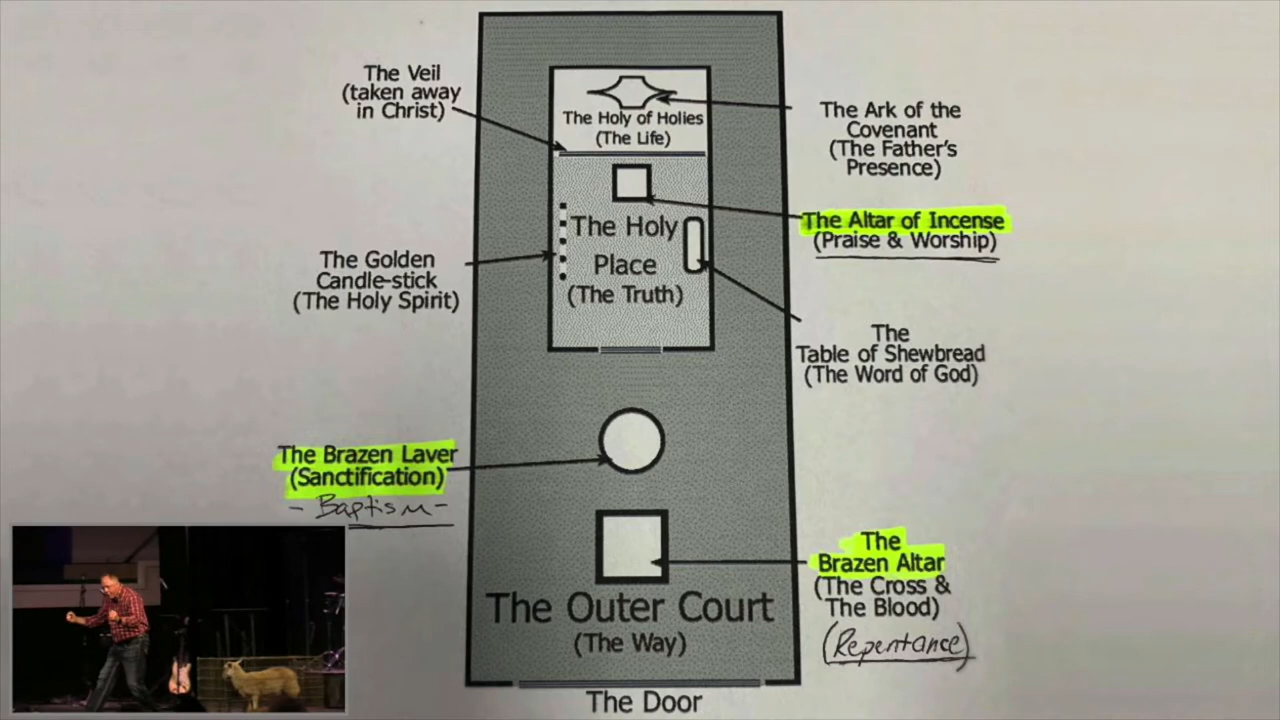 The Veil
(taken away
in Christ)
The Holy of Holies
(The Life)
The Ark of the
Covenant
(The Father's
Presence)
The Altar of Incense
(Praise & Worship)
The Golden
Candle-stick
(The Holy Spirit)
The Holy
Place
(The Truth)
The
Table of Shewbread
(The Word of God)
The Brazen Laver
(Sanctification)
- Baptism -
The
Brazen Altar
(The Cross &
The Blood)
(Repentance)
The Outer Court
(The Way)
The Door